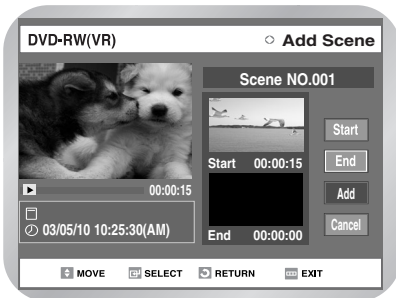 DVD-RW(VR)
Add Scene
Scene NO.001
Start 00:00:15
End 00:00:00
Start
End
Add
Cancel
00:00:15
03/05/10 10:25:30(AM)
MOVE SELECT RETURN EXIT